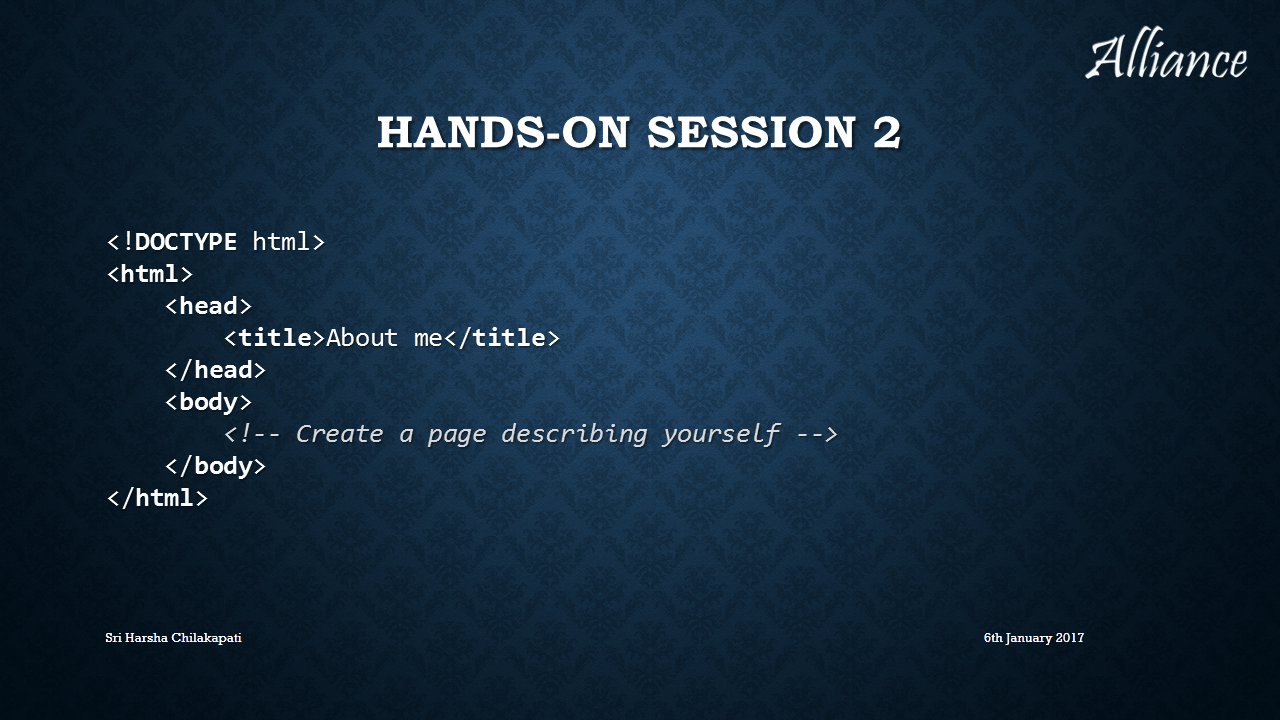 Alliance
HANDS-ON SESSION 2
<!DOCTYPE html>
<html>
    <head>
        <title>About me</title>
    </head>
    <body>
        <!-- Create a page describing yourself -->
    </body>
</html>
Sri Harsha Chilakapati
6th January 2017